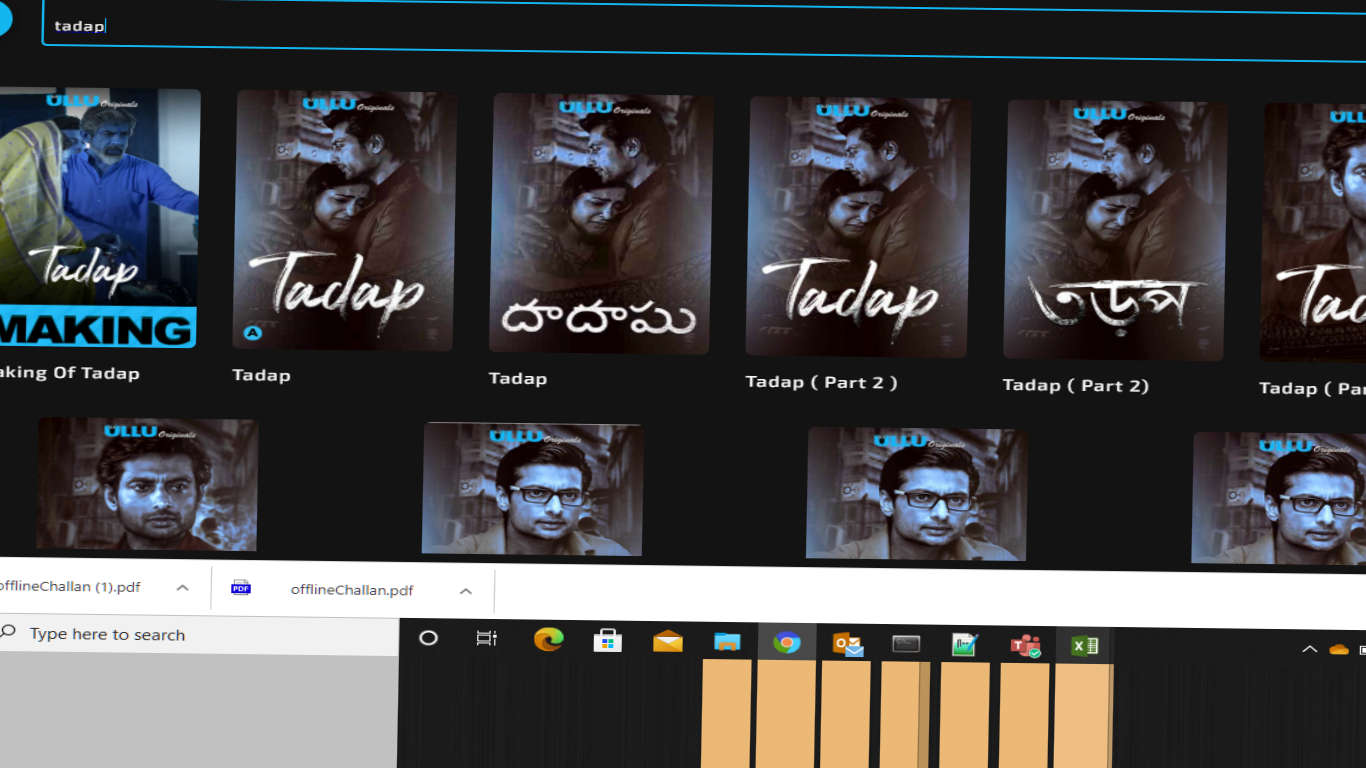 tadap
ULLU Originals
Tadap
MAKING
aking Of Tadap
ULLU Originals
Tadap
A
Tadap
ULLU Originals
దాదాపు
Tadap
ULLU Originals
Tadap
Tadap ( Part 2 )
ULLU Originals
তড়প
Tadap ( Part 2)
ULL
Tad
Tadap ( Par
ULLU Originals
ULLU Originals
ULLU Originals
ULLU Originals
offlineChallan (1).pdf
PDF
offlineChallan.pdf
Type here to search